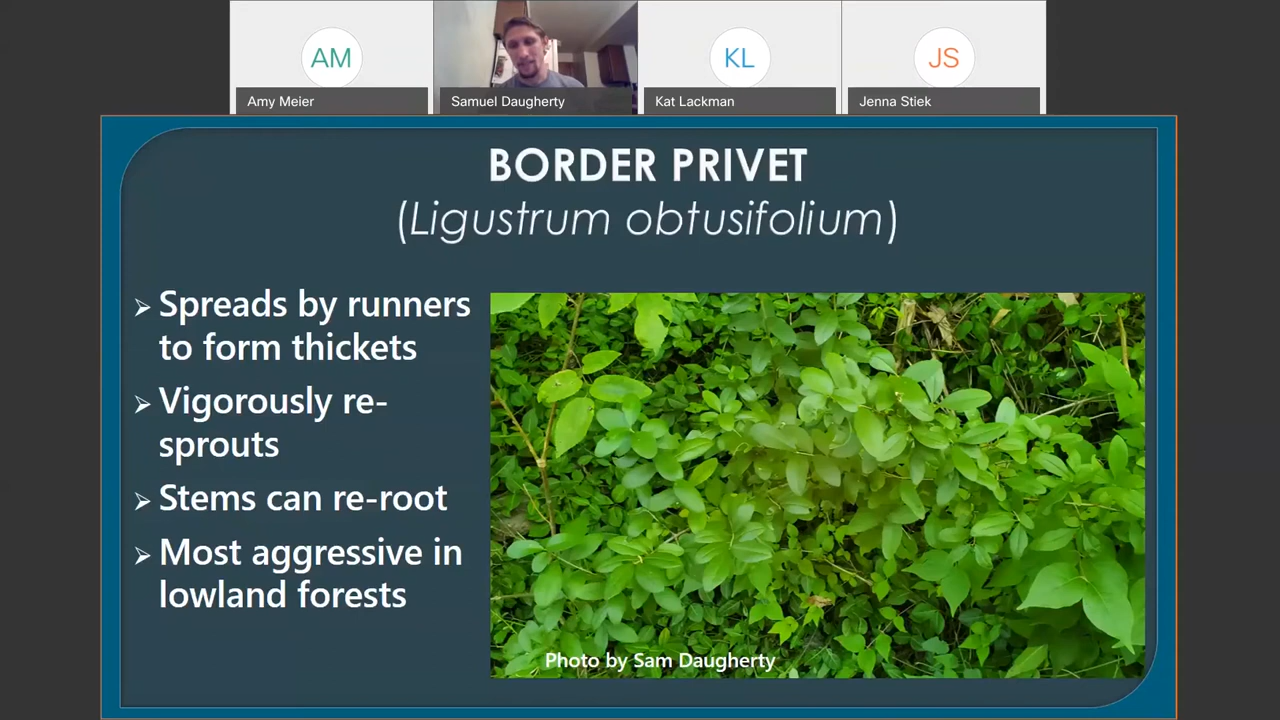 AM
KL
JS
Amy Meier
Samuel Daugherty
Kat Lackman
Jenna Stiek
BORDER PRIVET
(Ligustrum obtusifolium)
➢ Spreads by runners
to form thickets
➢ Vigorously re-
sprouts
➢ Stems can re-root
➢ Most aggressive in
lowland forests
Photo by Sam Daugherty